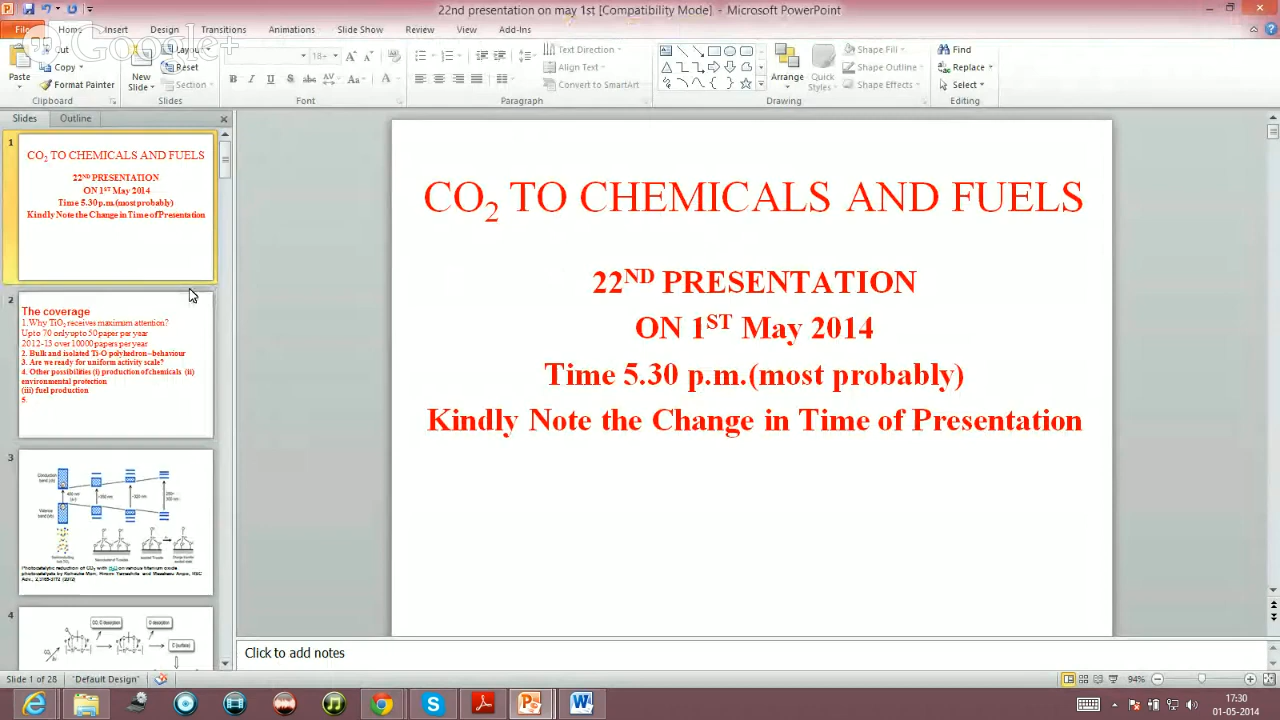 22nd presentation on may 1st [Compatibility Mode] - Microsoft PowerPoint
File Home Insert Design Transitions Animations Slide Show Review View Add-Ins
Google+
Paste Cut Copy Format Painter
New Slide Layout Reset Section
18
Text Direction Align Text Convert to SmartArt
Arrange Quick Styles Shape Fill Shape Outline Shape Effects
Find Replace Select
Clipboard Slides Font Paragraph Drawing Editing
Slides Outline
1
CO2 TO CHEMICALS AND FUELS
22ND PRESENTATION
ON 1ST May 2014
Time 5.30 p.m.(most probably)
Kindly Note the Change in Time of Presentation
2
The coverage
1. Why TiO2 receives maximum attention?
Upto 70 only upto 50 paper per year
2012-13 over 10000 papers per year
2. Bulk and isolated Ti-O polyhedron –behaviour
3. Are we ready for uniform activity scale?
4. Other possibilities (i) production of chemicals (ii)
environmental protection
(iii) fuel production
5
3
4
CO2 TO CHEMICALS AND FUELS
22ND PRESENTATION
ON 1ST May 2014
Time 5.30 p.m.(most probably)
Kindly Note the Change in Time of Presentation
Click to add notes
Slide 1 of 28 "Default Design" 94%
17:30
01-05-2014